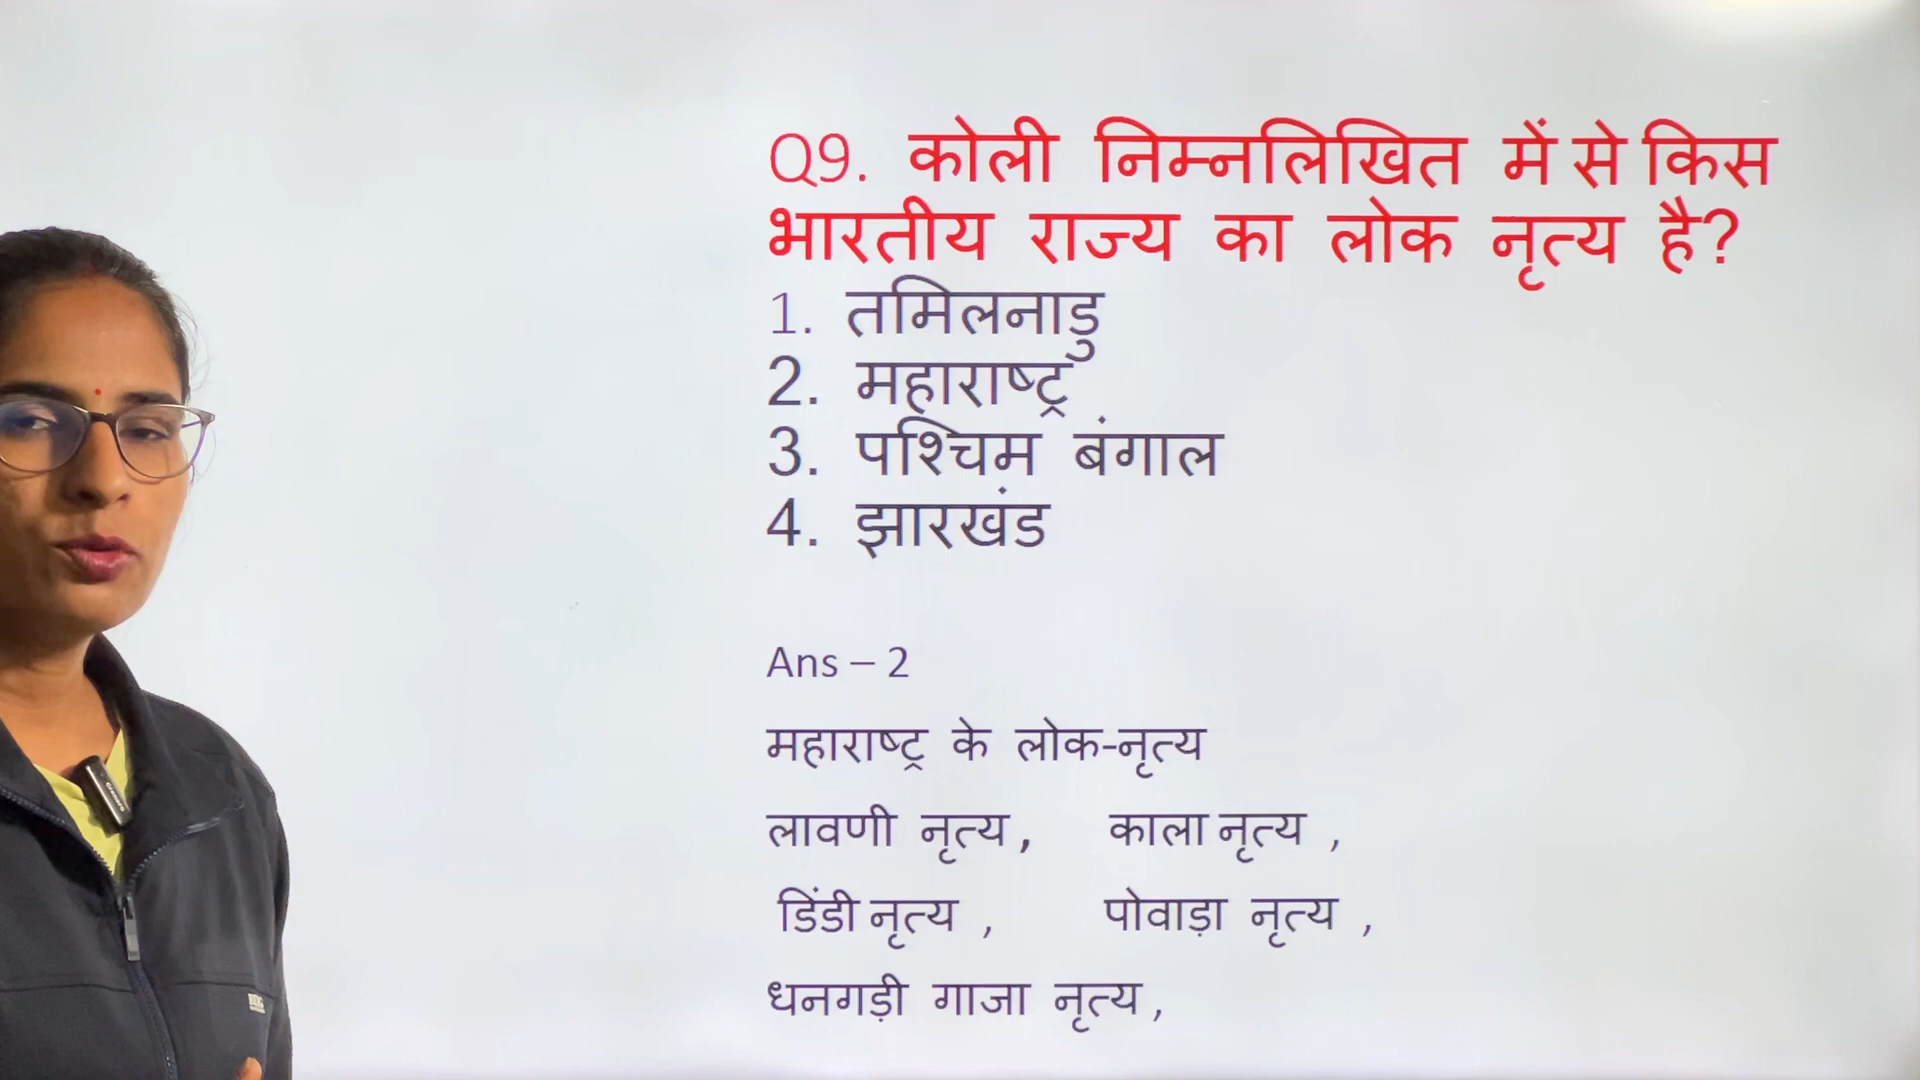 Q9. कोली निम्नलिखित में से किस
भारतीय राज्य का लोक नृत्य है?
1. तमिलनाडु
2. महाराष्ट्र
3. पश्चिम बंगाल
4. झारखंड
Ans – 2
महाराष्ट्र के लोक-नृत्य
लावणी नृत्य, काला नृत्य ,
डिंडी नृत्य , पोवाड़ा नृत्य ,
धनगड़ी गाजा नृत्य,